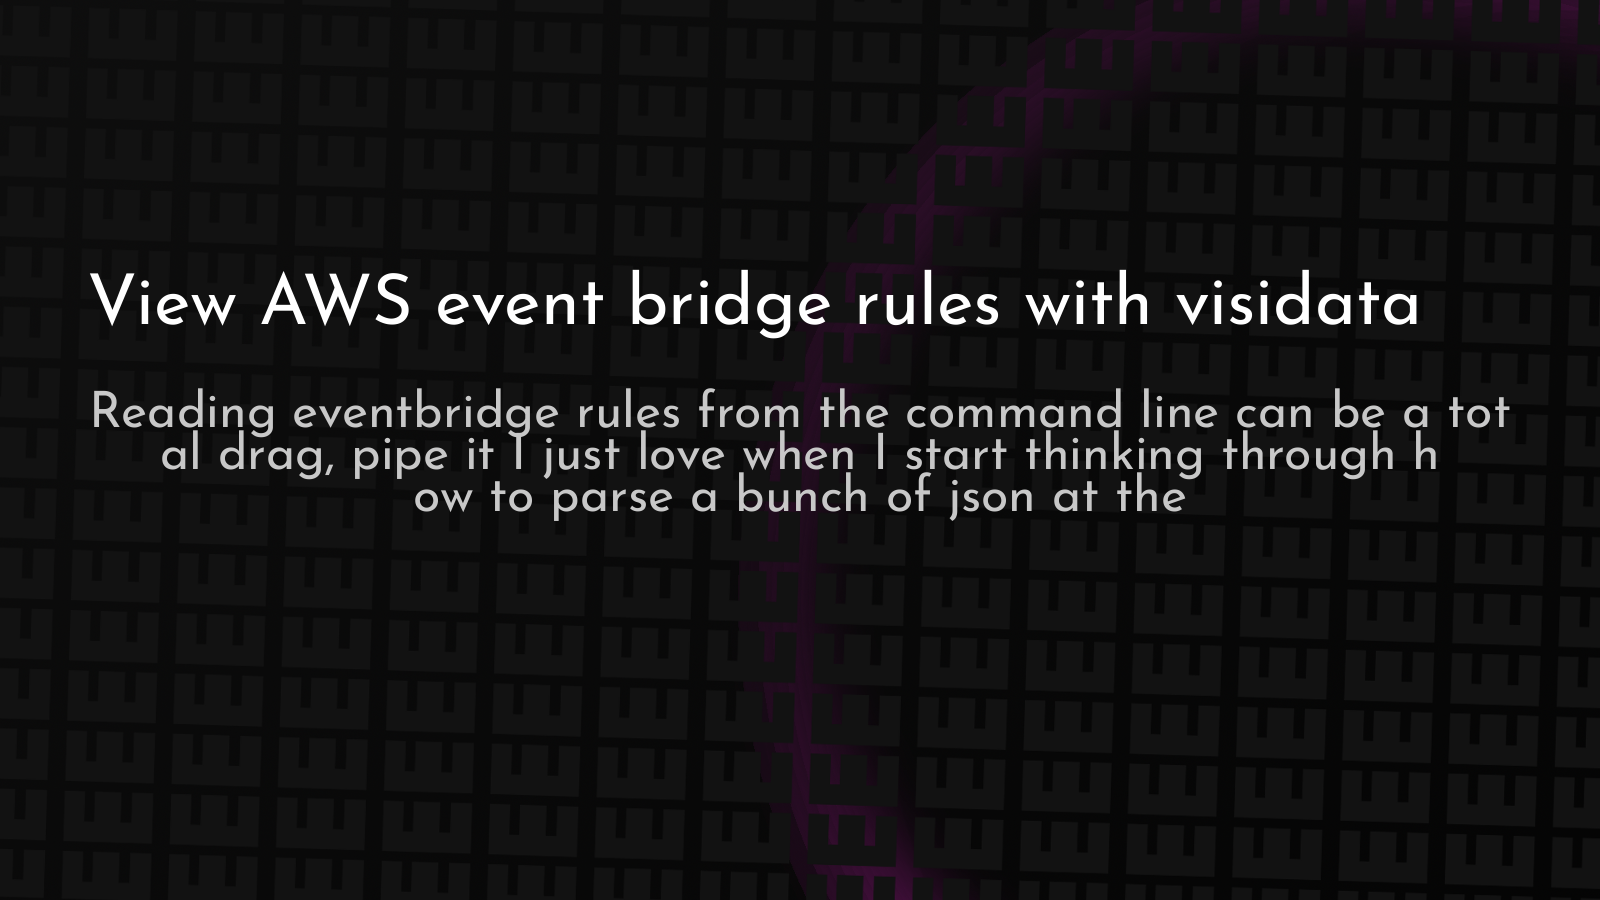 View AWS event bridge rules with visidata
Reading eventbridge rules from the command line can be a tot
al drag, pipe it I just love when I start thinking through h
ow to parse a bunch of json at the